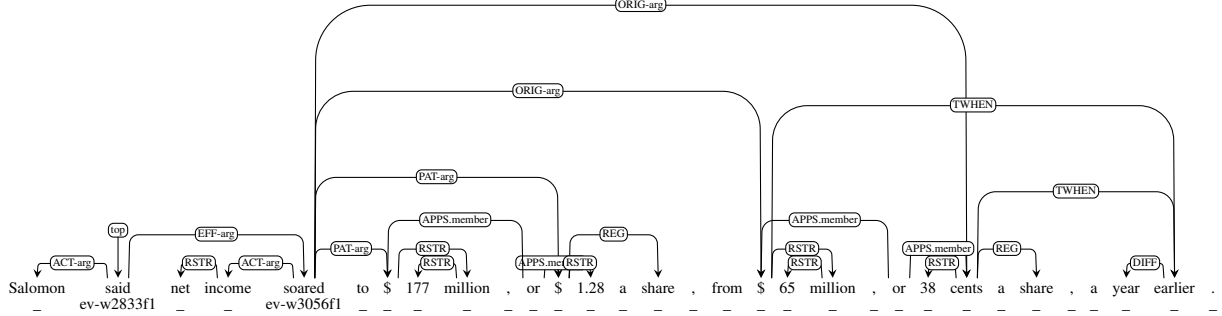 ORIG-arg
ORIG-arg
TWHEN
PAT-arg
TWHEN
APPS.member APPS.member
top EFF-arg REG
PAT-arg RSTR RSTR APPS.member REG
ACT-arg RSTR ACT-arg RSTR APPS.me RSTR RSTR RSTR DIFF
Salomon said net income soared to $ 177 million , or $ 1.28 a share , from $ 65 million , or 38 cents a share , a year earlier .
_ ev-w2833f1 _ _ ev-w3056f1 _ _ _ _ _ _ _ _ _ _ _ _ _ _ _ _ _ _ _ _ _ _ _ _ _ _